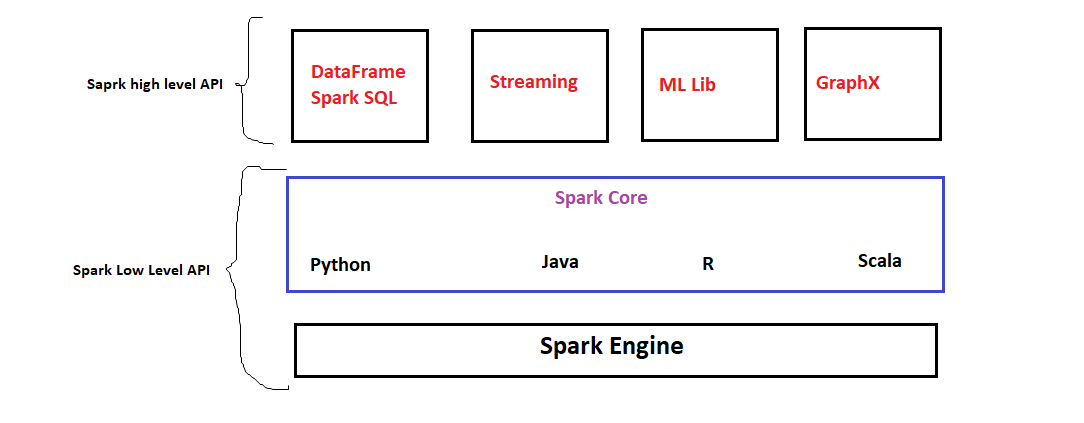 Saprk high level API
DataFrame
Spark SQL
Streaming
ML Lib
GraphX
Spark Low Level API
Spark Core
Python
Java
R
Scala
Spark Engine